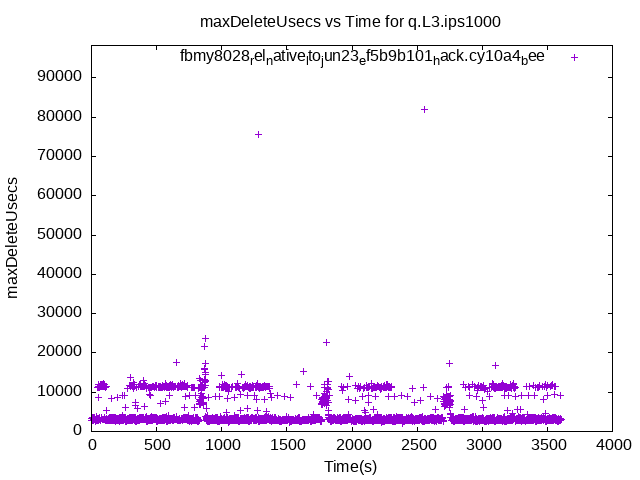 maxDeleteUsecs vs Time for q.L3.ips1000
fbmy8028relnativeltojun23ef5b9b101hack.cy10a4bee
90000
80000
70000
60000
50000
40000
30000
20000
10000
0
maxDeleteUsecs
0 500 1000 1500 2000 2500 3000 3500 4000
Time(s)